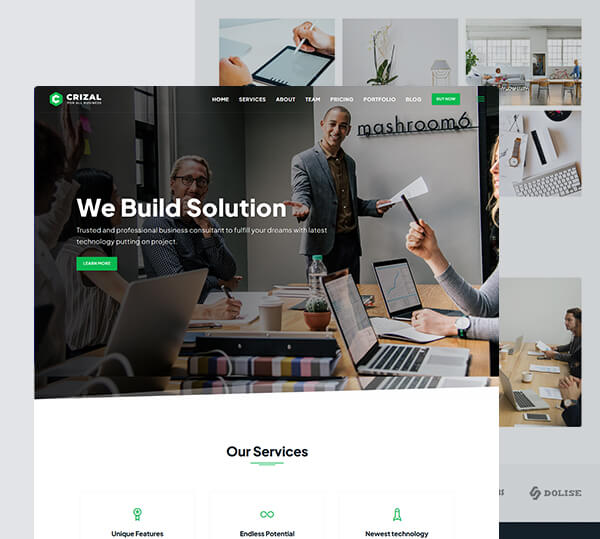 CRIZAL
FOR ALL BUSINESS
HOME SERVICES ABOUT TEAM PRICING PORTFOLIO BLOG BUY NOW
mashroom6
We Build Solution
Trusted and professional business consultant to fulfill your dreams with latest
technology putting on project.
LEARN MORE
Our Services
Unique Features
Endless Potential
Newest technology
DOLISE